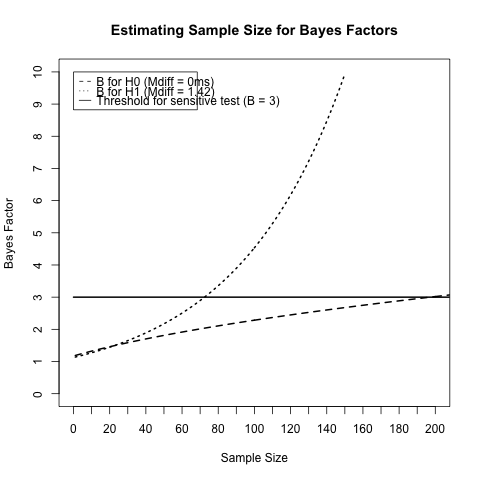 Estimating Sample Size for Bayes Factors
B for H0 (Mdiff = 0ms)
B for H1 (Mdiff = 1.42)
Threshold for sensitive test (B = 3)
Bayes Factor
10
9
8
7
6
5
4
3
2
1
0
0 20 40 60 80 100 120 140 160 180 200
Sample Size